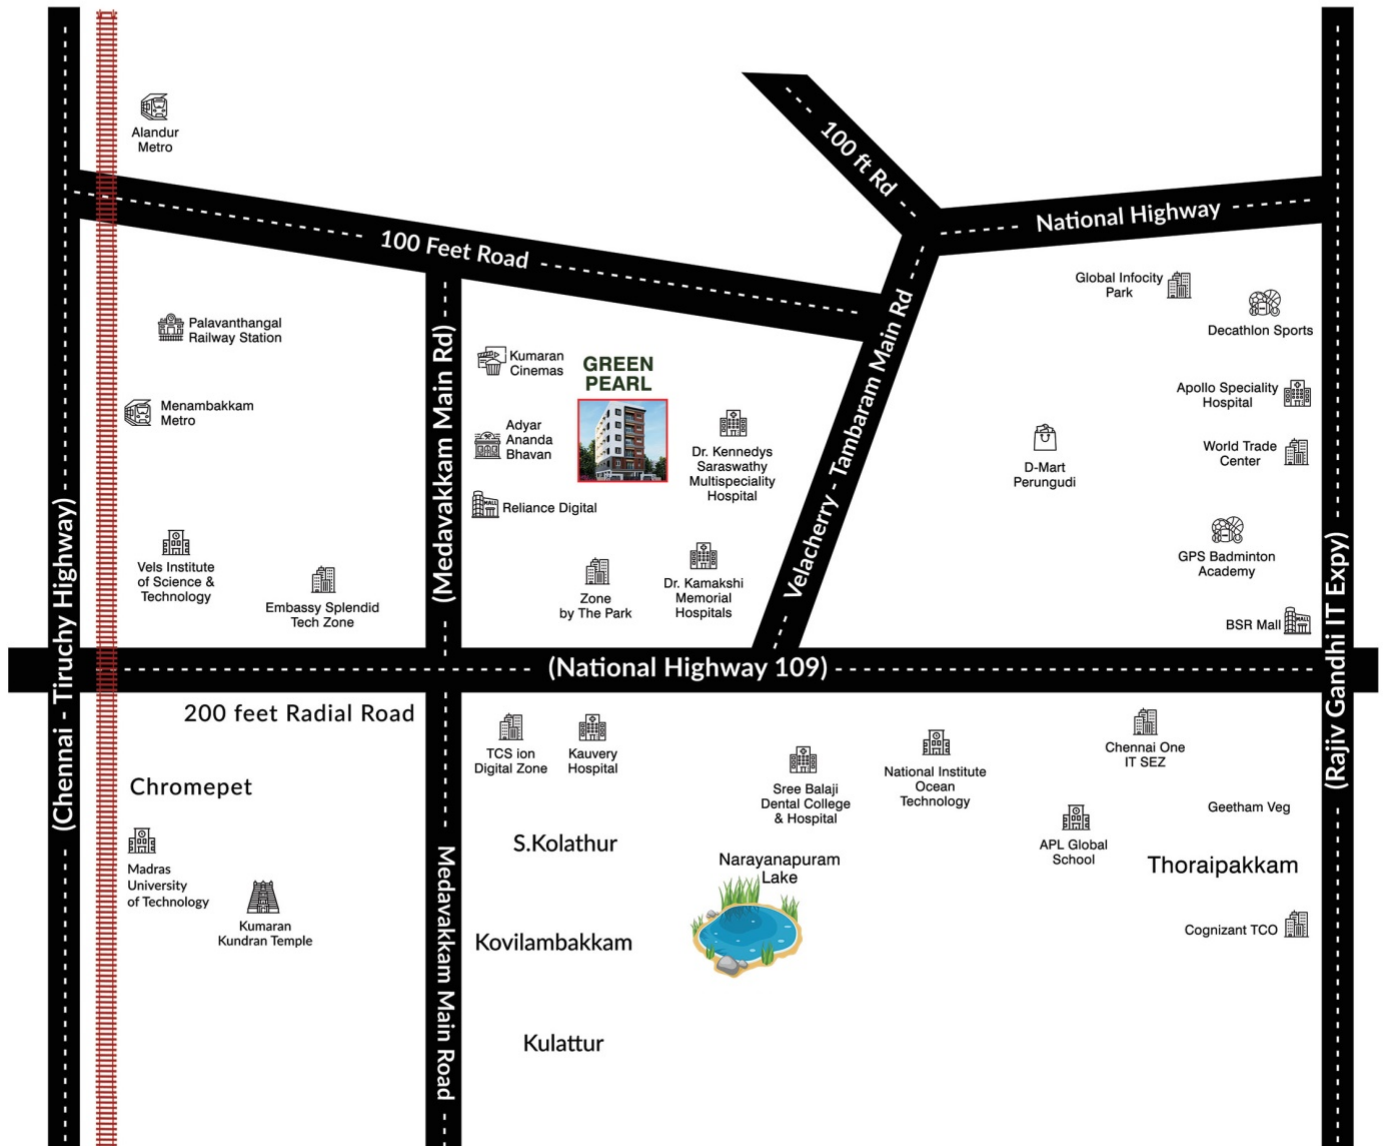 Alandur
Metro
100 ft Rd
National Highway
100 Feet Road
Global Infocity
Park
Decathlon Sports
Palavanthangal
Railway Station
Kumaran
Cinemas
GREEN
PEARL
Menambakkam
Metro
Adyar
Ananda
Bhavan
Dr. Kennedys
Saraswathy
Multispeciality
Hospital
Reliance Digital
(Medavakkam Main Rd)
Velacherry - Tambaram Main Rd
Apollo Speciality
Hospital
World Trade
Center
D-Mart
Perungudi
GPS Badminton
Academy
BSR Mall
MALL
MALL
Vels Institute
of Science &
Technology
Embassy Splendid
Tech Zone
Zone
by The Park
Dr. Kamakshi
Memorial
Hospitals
(Chennai - Tiruchy Highway)
(National Highway 109)
(Rajiv Gandhi IT Expy)
200 feet Radial Road
TCS ion
Digital Zone
Kauvery
Hospital
Sree Balaji
Dental College
& Hospital
National Institute
Ocean
Technology
Chennai One
IT SEZ
Chromepet
Geetham Veg
S.Kolathur
APL Global
School
Madras
University
of Technology
Narayanapuram
Lake
Thoraipakkam
Kumaran
Kundran Temple
Kovilambakkam
Cognizant TCO
Medavakkam Main Road
Kulattur